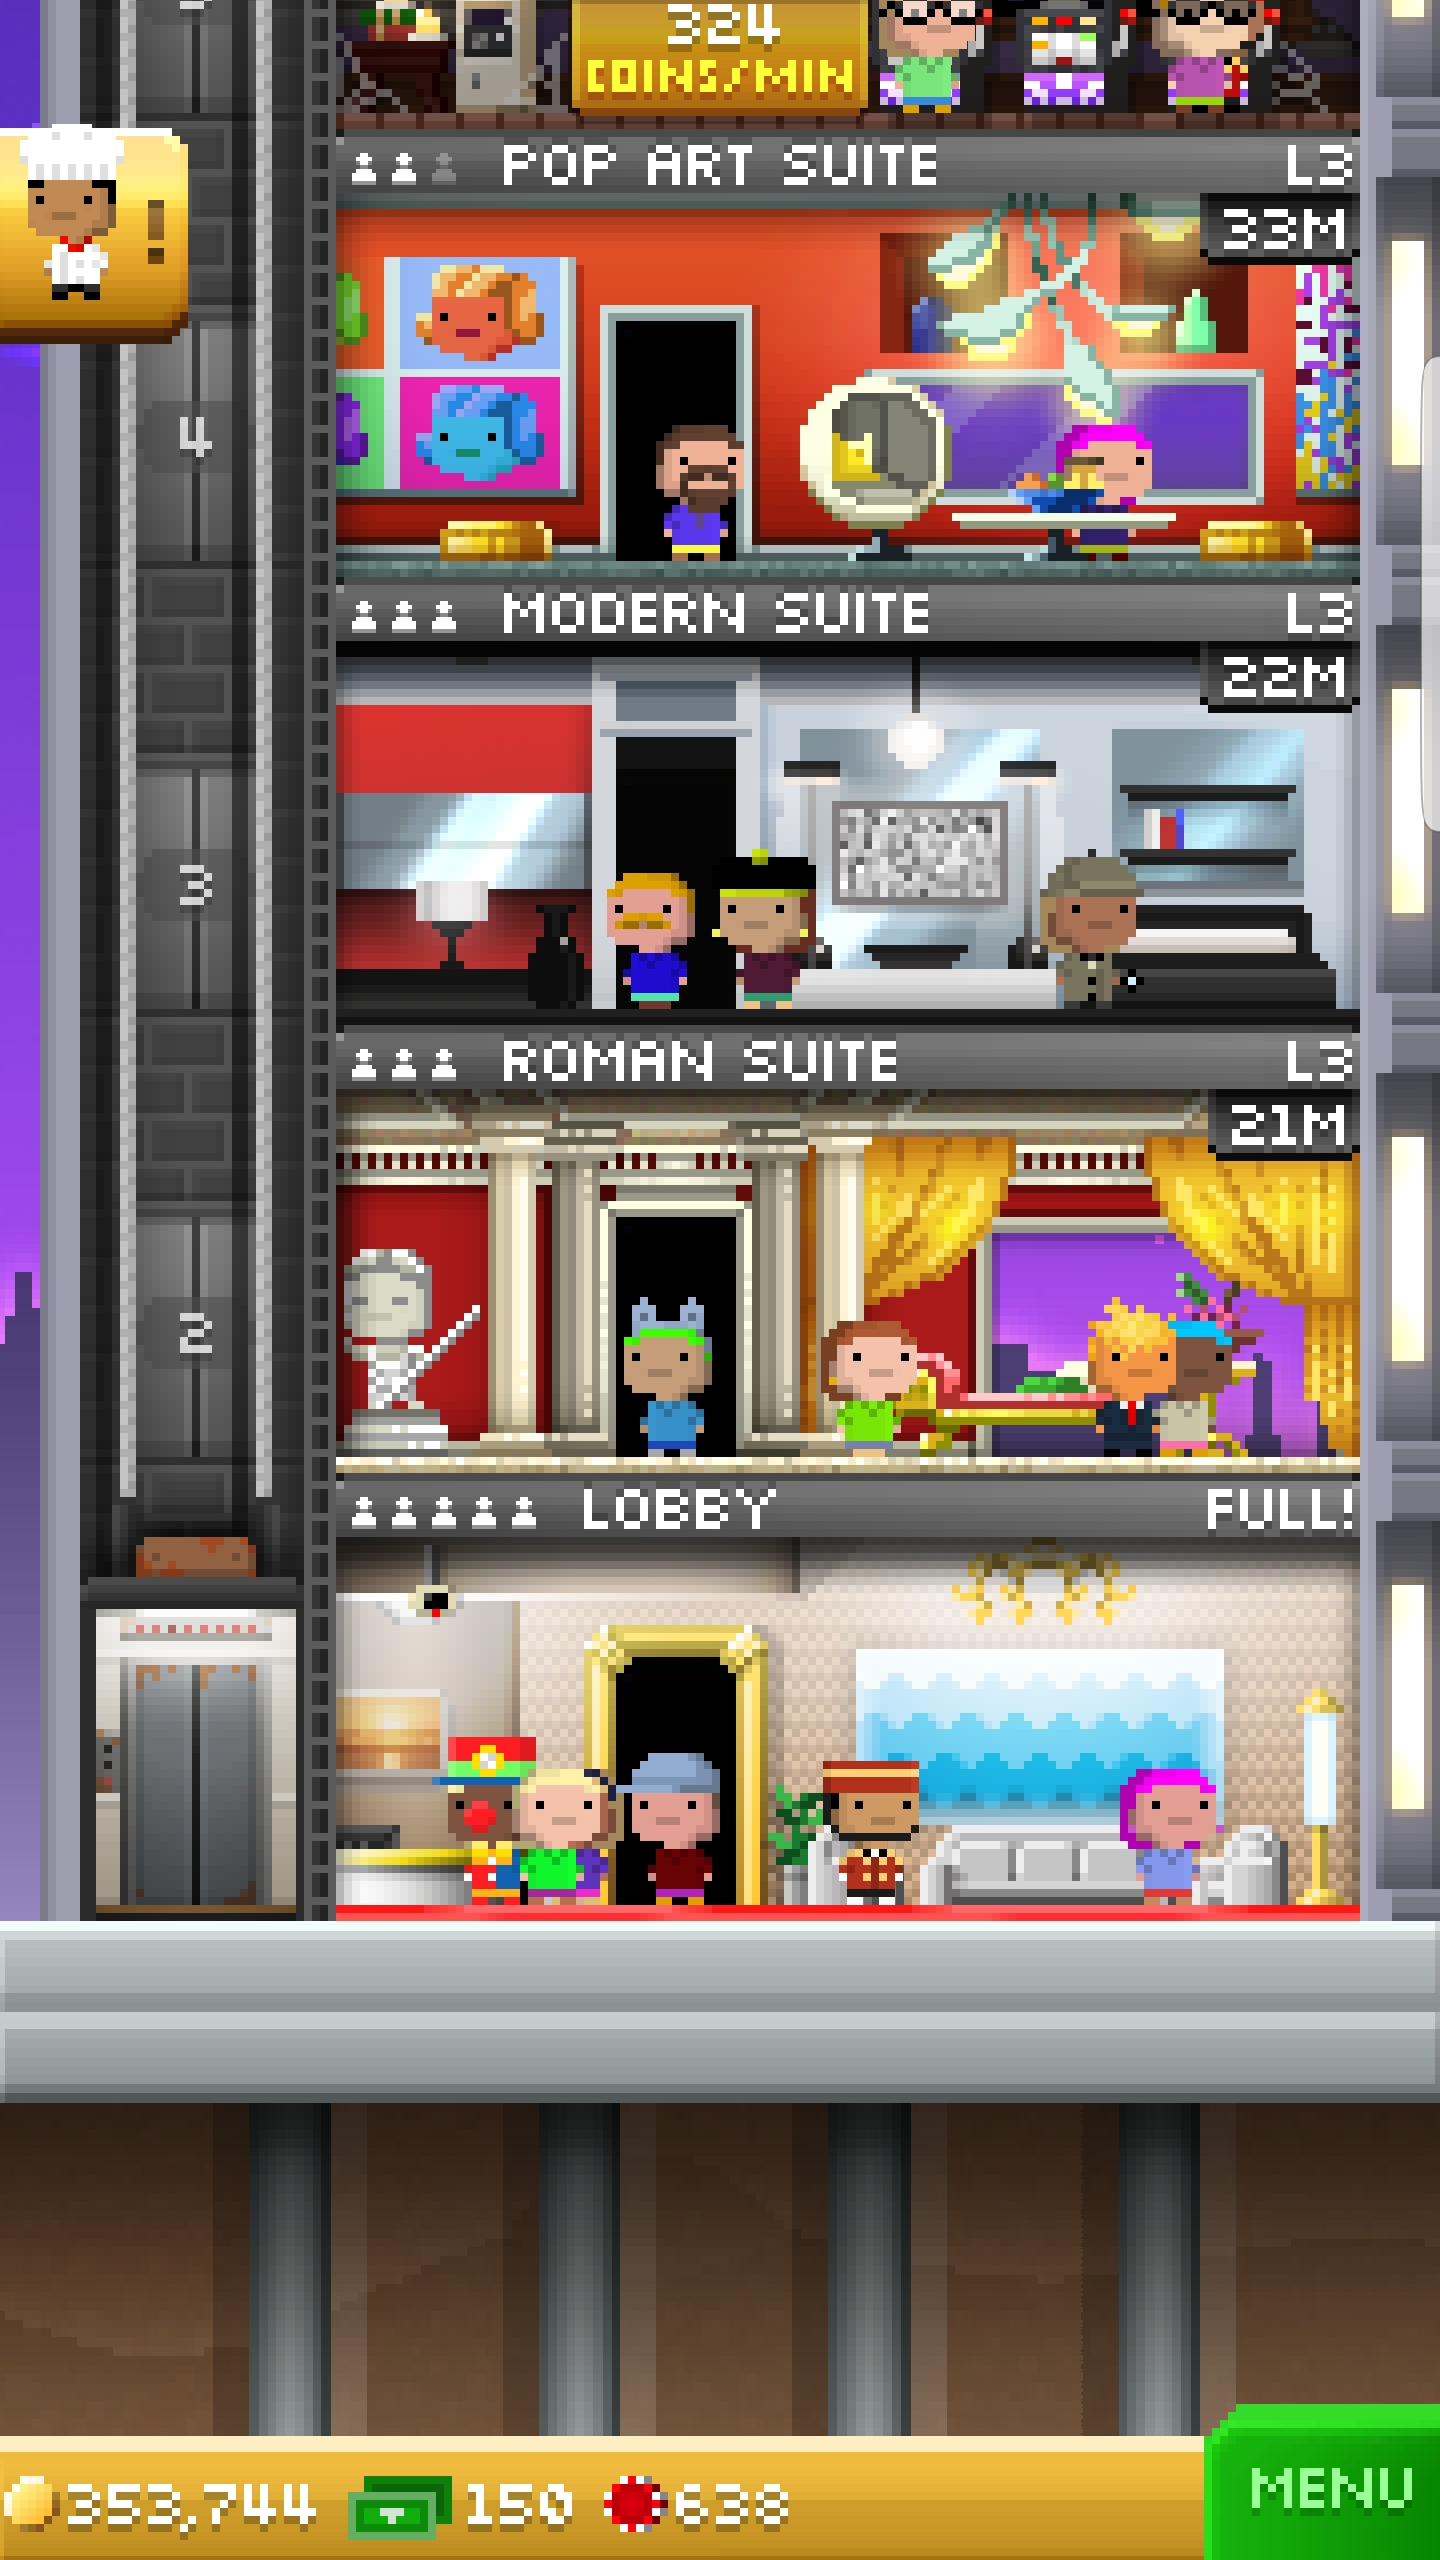 324
COINS/MIN
POP ART SUITE L3
33M
!
4
MODERN SUITE L3
22M
3
ROMAN SUITE L3
21M
2
LOBBY FULL!
353,744 150 638
MENU